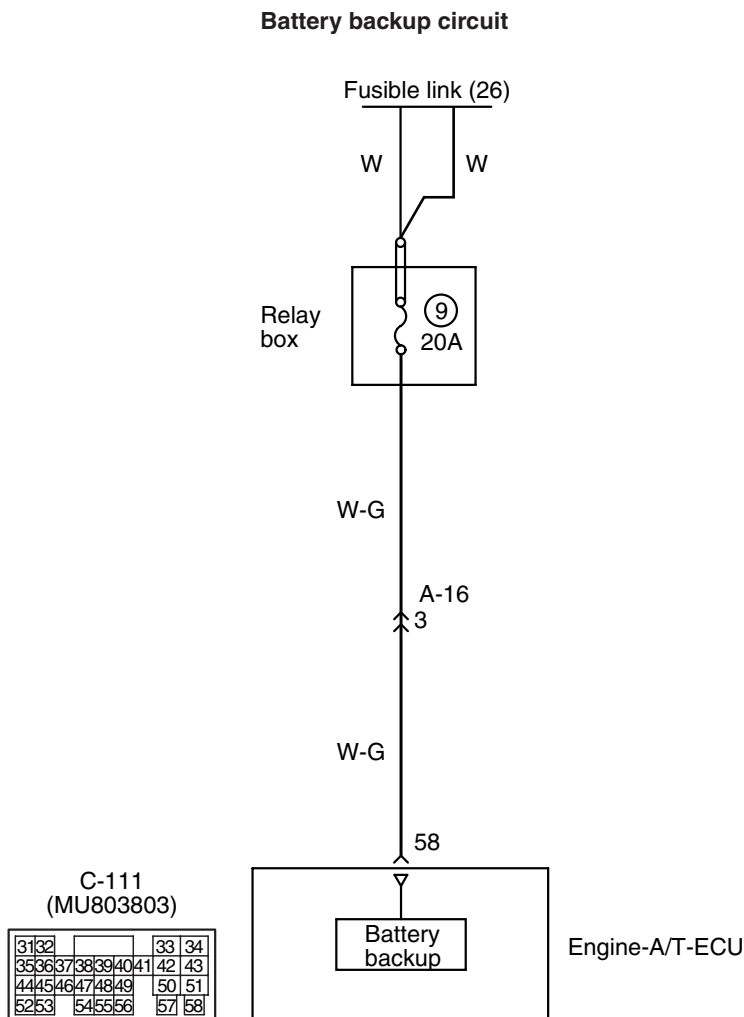 Battery backup circuit
Fusible link (26)
W
W
Relay
box
9
20A
W-G
A-16
3
W-G
58
C-111
(MU803803)
31 32 33 34
35 36 37 38 39 40 41 42 43
44 45 46 47 48 49 50 51
52 53 54 55 56 57 58
Battery
backup
Engine-A/T-ECU